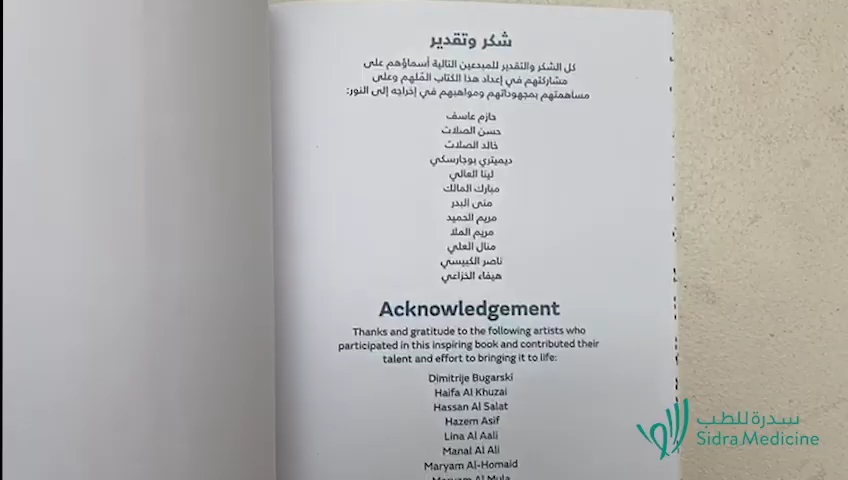 شكر وتقدير
كل الشكر والتقدير للمبدعين التالية أسماؤهم على
مشاركتهم في إعداد هذا الكتاب المُلهم وعلى
مساهمتهم بمجهوداتهم ومواهبهم في إخراجه إلى النور:
حازم عاسف
حسن الصلات
خالد الصلات
ديميتري بوجارسكي
لينا العالي
مبارك المالك
منى البدر
مريم الحميد
مريم الملا
منال العلي
ناصر الكبيسي
هيفاء الخزاعي
Acknowledgement
Thanks and gratitude to the following artists who
participated in this inspiring book and contributed their
talent and effort to bringing it to life:
Dimitrije Bugarski
Haifa Al Khuzai
Hassan Al Salat
Hazem Asif
Lina Al Aali
Manal Al Ali
Maryam Al-Homaid
Maryam Al Mula
سدرة للطب
Sidra Medicine